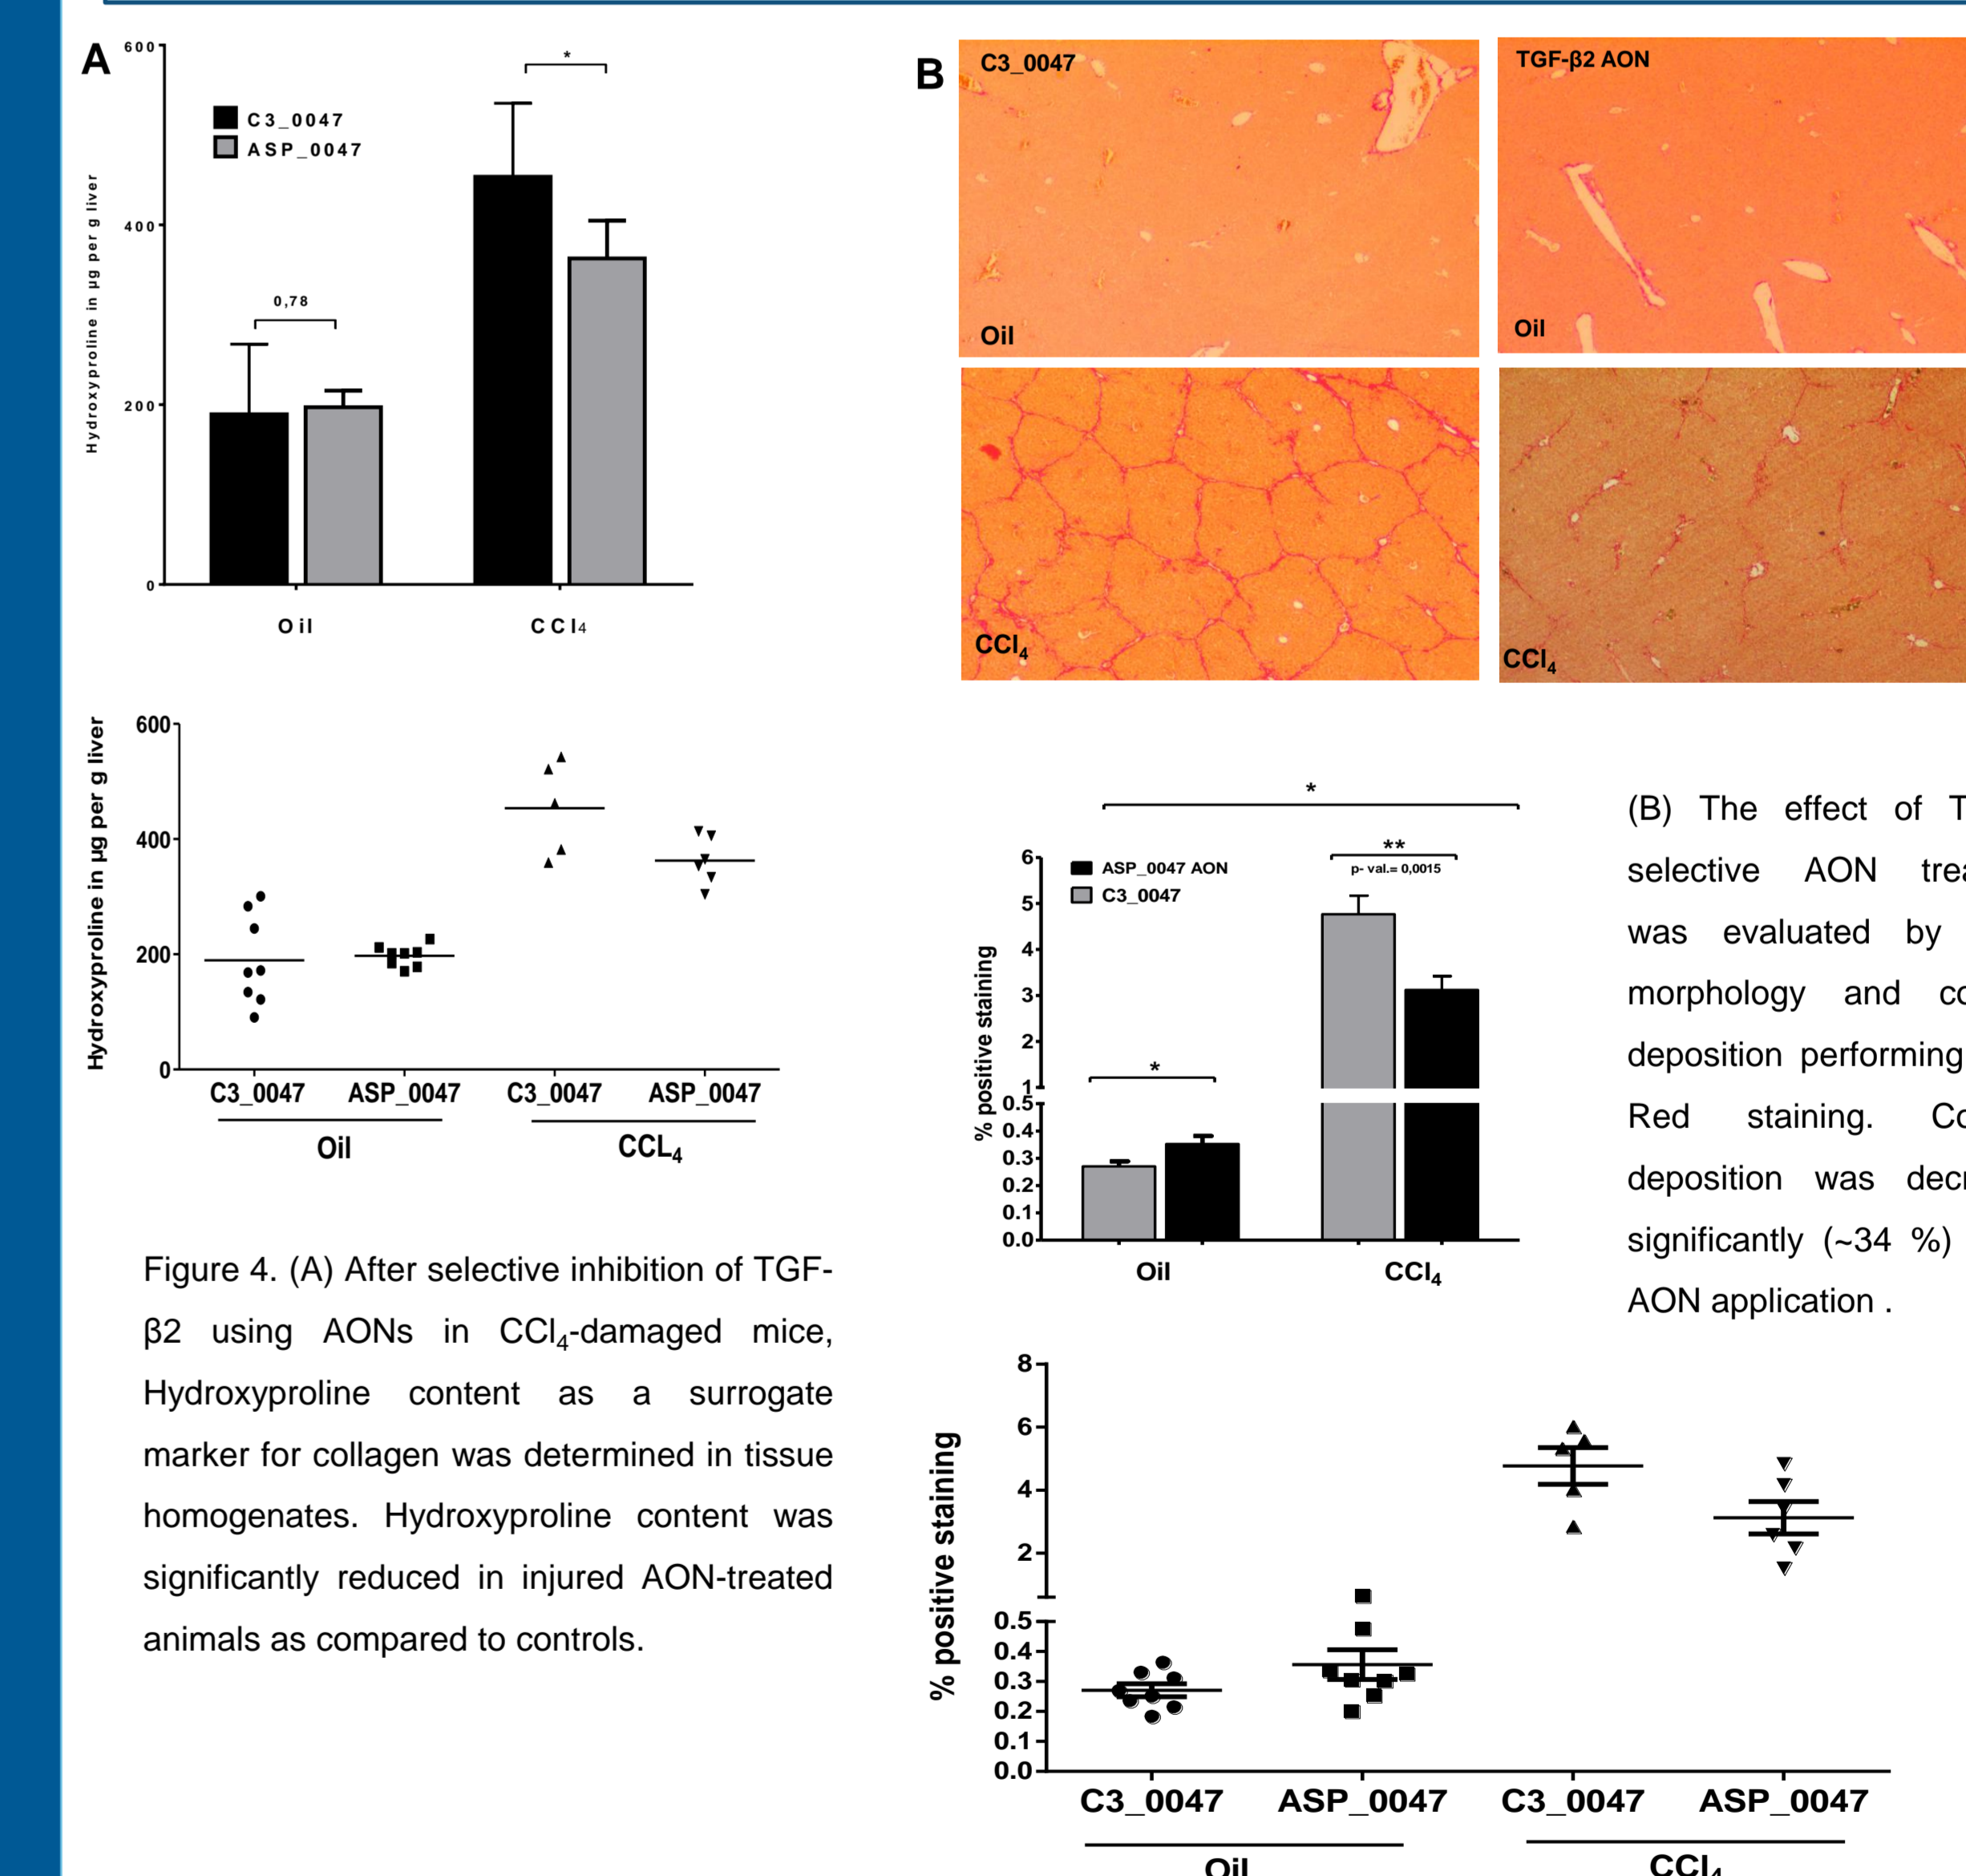 A
600
400
200
0
Hydroxyproline in µg per g liver
C3_0047
ASP_0047
0,78
*
Oil
CCl4
600
400
200
0
Hydroxyproline in µg per g liver
C3_0047 ASP_0047 C3_0047 ASP_0047
Oil CCL4
Figure 4. (A) After selective inhibition of TGF-
β2 using AONs in CCl4-damaged mice,
Hydroxyproline content as a surrogate
marker for collagen was determined in tissue
homogenates. Hydroxyproline content was
significantly reduced in injured AON-treated
animals as compared to controls.
B
C3_0047
Oil
TGF-β2 AON
Oil
CCl4
CCl4
*
**
p- val.= 0,0015
ASP_0047 AON
C3_0047
*
6
5
4
3
2
1
0.5
0.4
0.3
0.2
0.1
0.0
% positive staining
Oil CCl4
(B) The effect of T
selective AON trea
was evaluated by
morphology and co
deposition performing
Red staining. Co
deposition was decr
significantly (~34 %)
AON application .
8
6
4
2
0.5
0.4
0.3
0.2
0.1
0.0
% positive staining
C3_0047 ASP_0047 C3_0047 ASP_0047
Oil CCl4